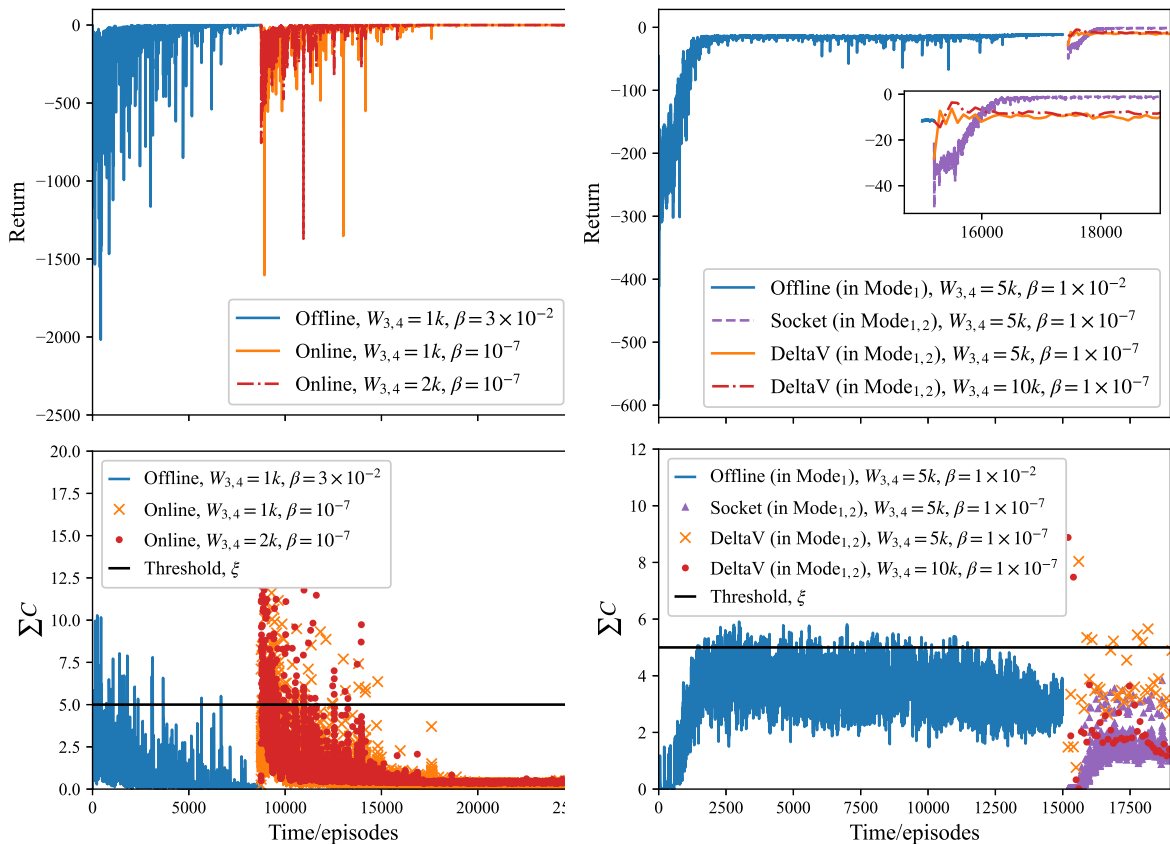 0
−500
−1000
−1500
−2000
−2500
Return
Offline, W₃,₄ = 1k, β = 3 × 10⁻²
Online, W₃,₄ = 1k, β = 10⁻⁷
Online, W₃,₄ = 2k, β = 10⁻⁷
0
−100
−200
−300
−400
−500
−600
Return
0
−20
−40
16000
18000
Offline (in Mode₁), W₃,₄ = 5k, β = 1 × 10⁻²
Socket (in Mode₁,₂), W₃,₄ = 5k, β = 1 × 10⁻⁷
DeltaV (in Mode₁,₂), W₃,₄ = 5k, β = 1 × 10⁻⁷
DeltaV (in Mode₁,₂), W₃,₄ = 10k, β = 1 × 10⁻⁷
20.0
17.5
15.0
12.5
10.0
7.5
5.0
2.5
0.0
ΣC
Offline, W₃,₄ = 1k, β = 3 × 10⁻²
Online, W₃,₄ = 1k, β = 10⁻⁷
Online, W₃,₄ = 2k, β = 10⁻⁷
Threshold, ξ
0
5000
10000
15000
20000
25
Time/episodes
12
10
8
6
4
2
0
ΣC
Offline (in Mode₁), W₃,₄ = 5k, β = 1 × 10⁻²
Socket (in Mode₁,₂), W₃,₄ = 5k, β = 1 × 10⁻⁷
DeltaV (in Mode₁,₂), W₃,₄ = 5k, β = 1 × 10⁻⁷
DeltaV (in Mode₁,₂), W₃,₄ = 10k, β = 1 × 10⁻⁷
Threshold, ξ
0
2500
5000
7500
10000
12500
15000
17500
Time/episodes